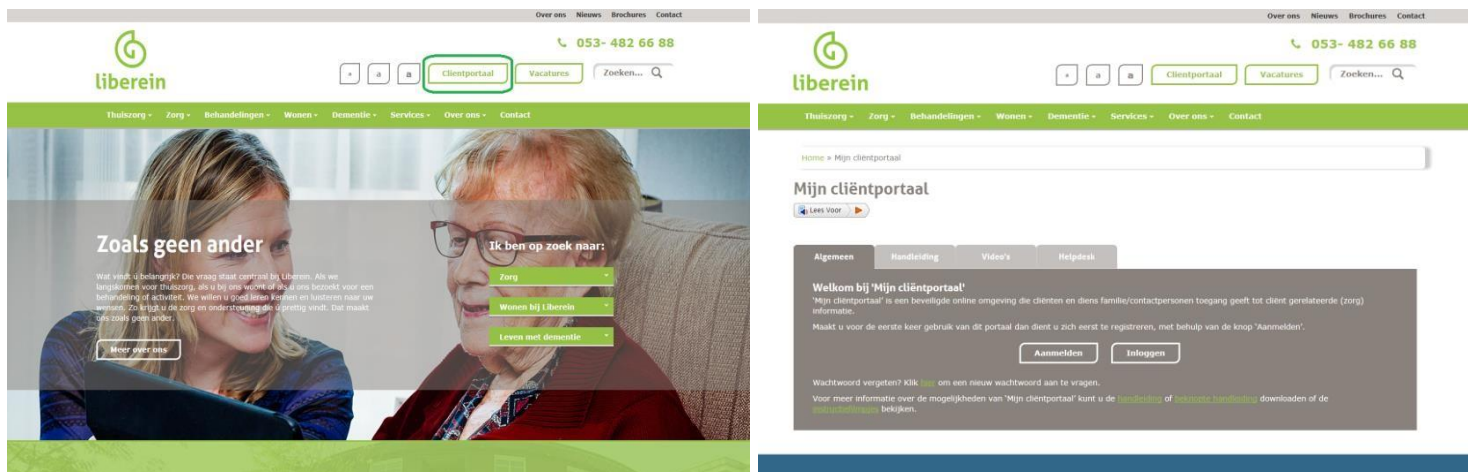 Over ons Nieuws Brochures Contact
053- 482 66 88
liberein
a a a Clientportaal Vacatures Zoeken...
Thuiszorg Zorg Behandelingen Wonen Dementie Services Over ons Contact
Zoals geen ander
Wat vindt u belangrijk? Die vraag staat centraal bij Liberein. Als we
langskomen voor thuiszorg, als u bij ons woont of als u ons bezoekt voor een
behandeling of activiteit. We willen u goed leren kennen en luisteren naar uw
wensen. Zo krijgt u de zorg en ondersteuning die u prettig vindt. Dat maakt
ons zoals geen ander.
Meer over ons
Ik ben op zoek naar:
Zorg
Wonen bij Liberein
Leven met dementie
Over ons Nieuws Brochures Contact
053- 482 66 88
liberein
a a a Clientportaal Vacatures Zoeken...
Thuiszorg Zorg Behandelingen Wonen Dementie Services Over ons Contact
Home » Mijn cliëntportaal
Mijn cliëntportaal
Lees Voor
Algemeen Handleiding Video's Helpdesk
Welkom bij 'Mijn cliëntportaal'
'Mijn cliëntportaal' is een beveiligde online omgeving die cliënten en diens familie/contactpersonen toegang geeft tot cliënt gerelateerde (zorg)
informatie.
Maakt u voor de eerste keer gebruik van dit portaal dan dient u zich eerst te registreren, met behulp van de knop 'Aanmelden'.
Aanmelden Inloggen
Wachtwoord vergeten? Klik hier om een nieuw wachtwoord aan te vragen.
Voor meer informatie over de mogelijkheden van 'Mijn cliëntportaal' kunt u de handleiding of beknopte handleiding downloaden of de
instructiefilmpjes bekijken.